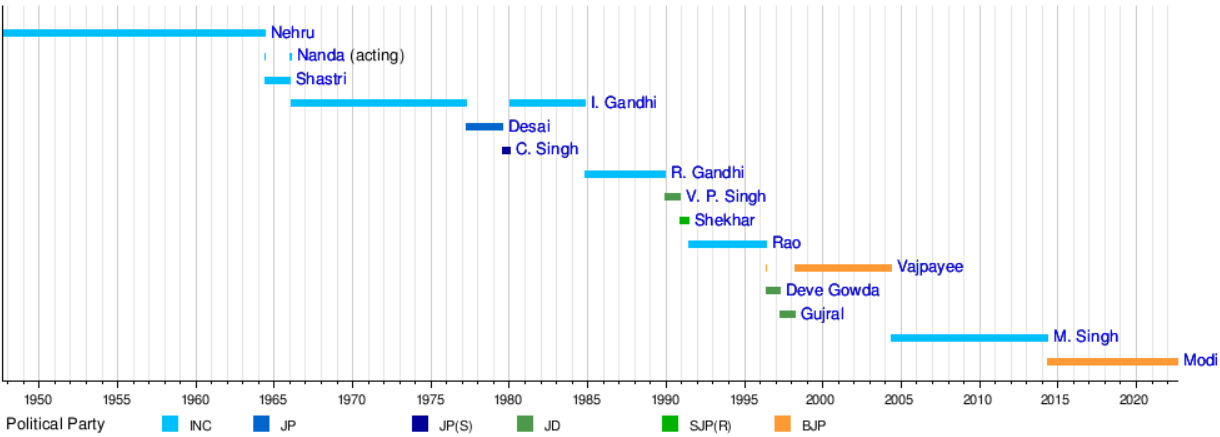 Nehru
Nanda (acting)
Shastri
I. Gandhi
Desai
C. Singh
R. Gandhi
V. P. Singh
Shekhar
Rao
Vajpayee
Deve Gowda
Gujral
M. Singh
Modi
1950 1955 1960 1965 1970 1975 1980 1985 1990 1995 2000 2005 2010 2015 2020
Political Party INC JP JP(S) JD SJP(R) BJP